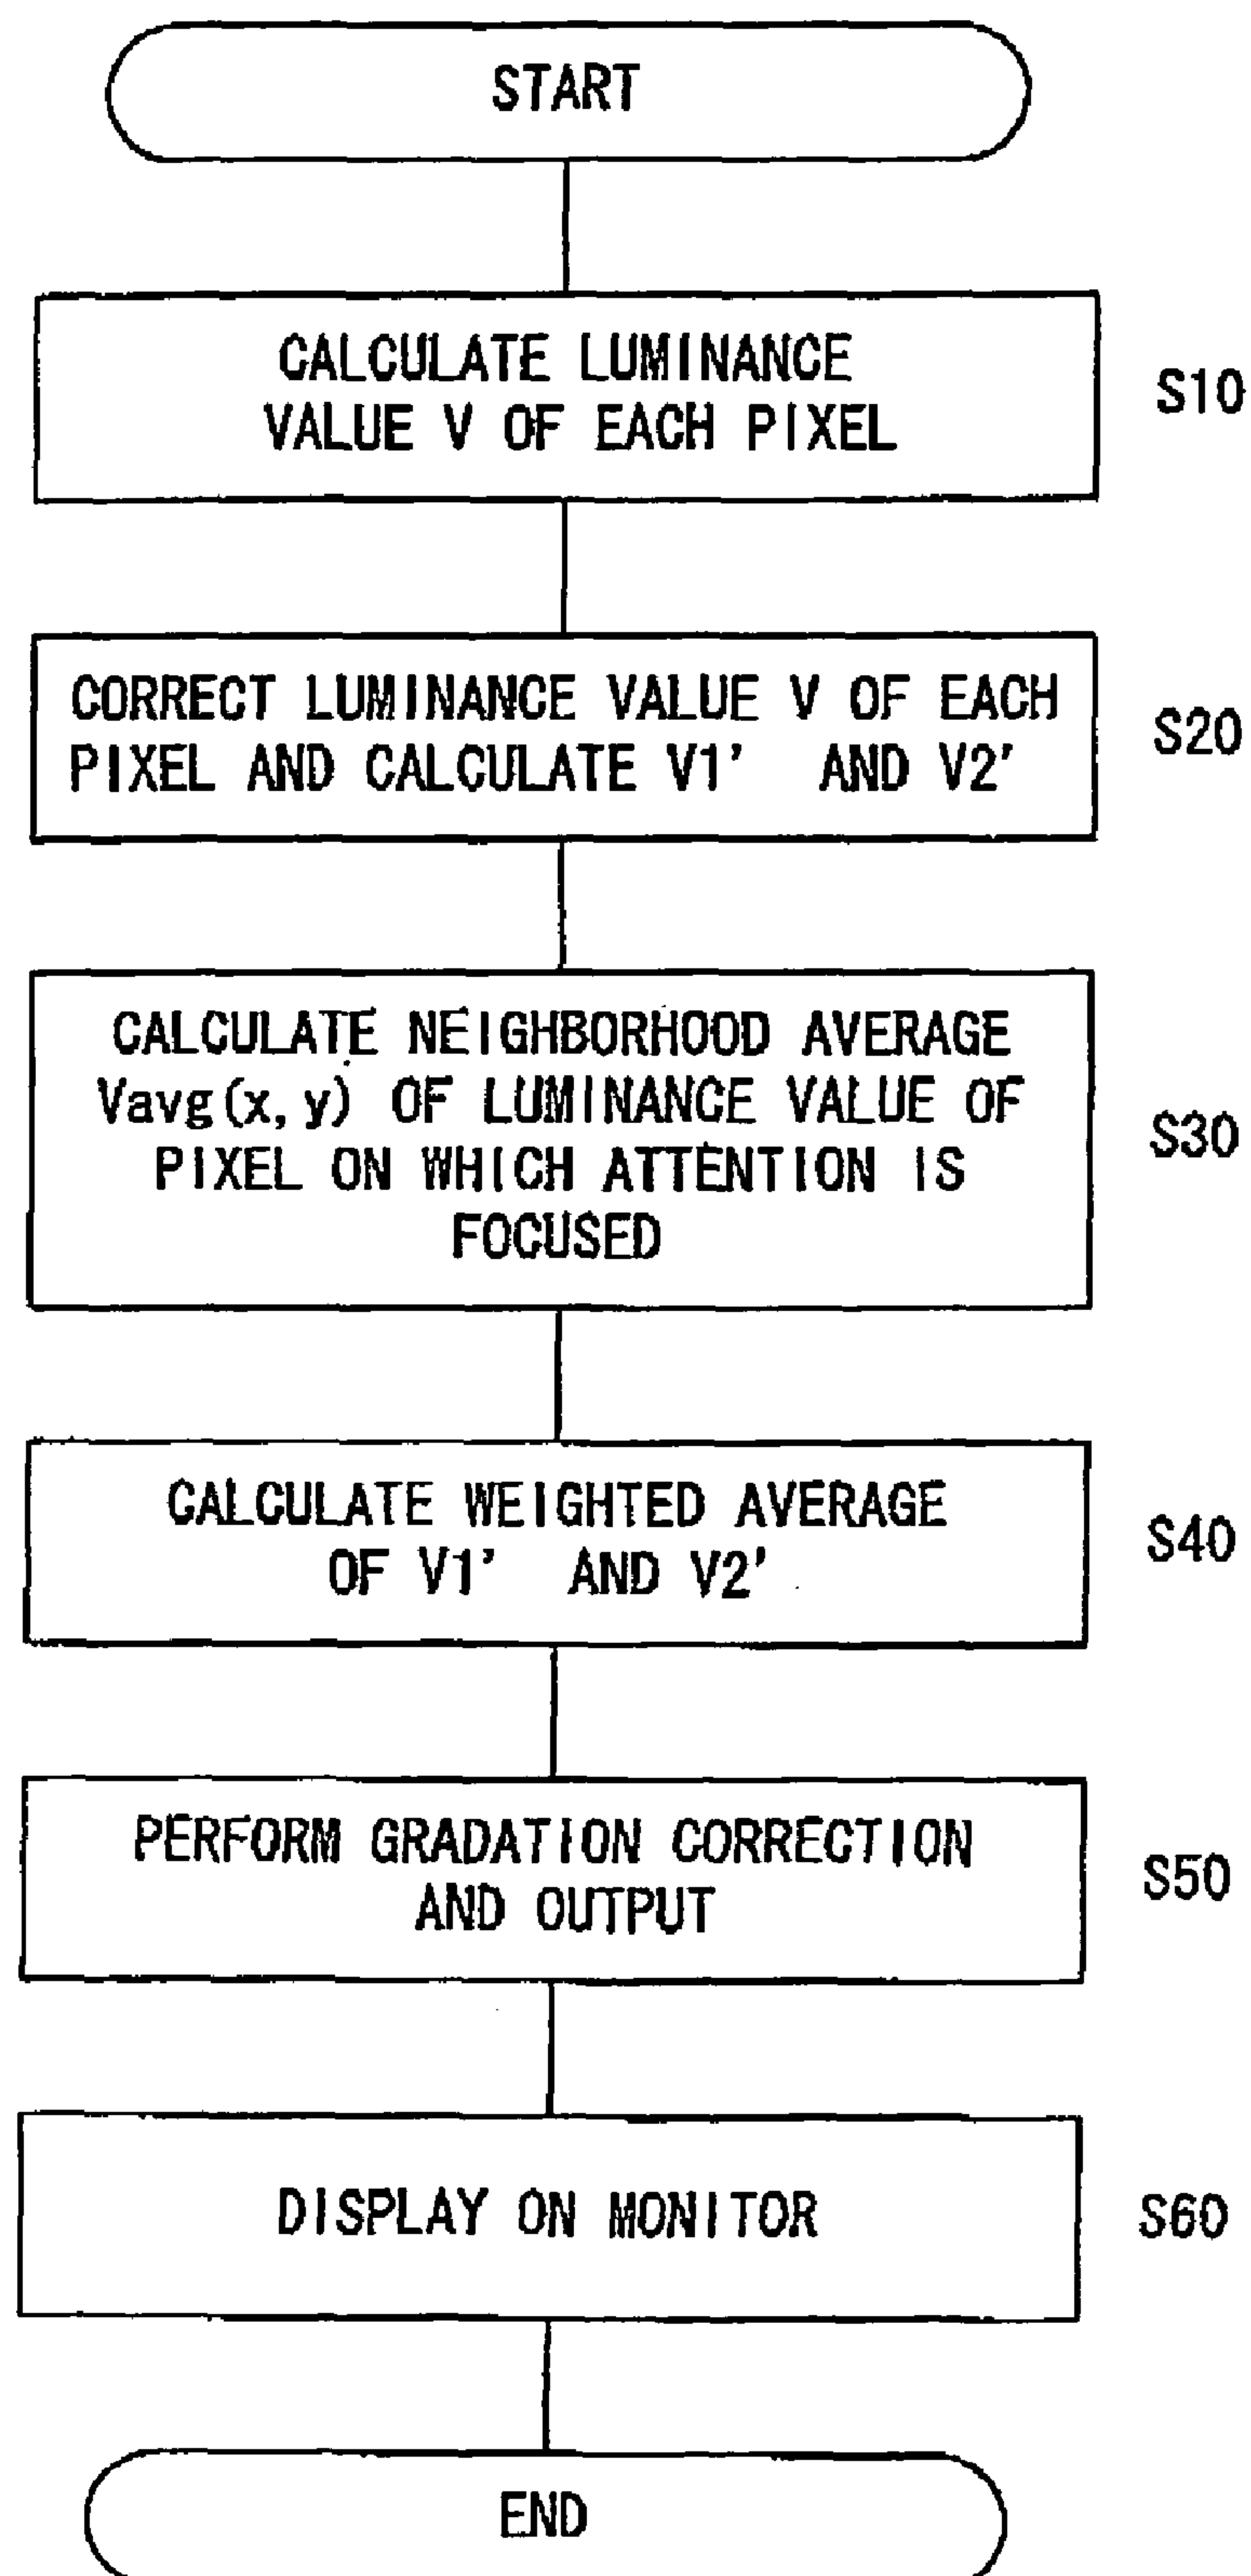 START
CALCULATE LUMINANCE
VALUE V OF EACH PIXEL
S10
CORRECT LUMINANCE VALUE V OF EACH
PIXEL AND CALCULATE V1' AND V2'
S20
CALCULATE NEIGHBORHOOD AVERAGE
Vavg(x, y) OF LUMINANCE VALUE OF
PIXEL ON WHICH ATTENTION IS
FOCUSED
S30
CALCULATE WEIGHTED AVERAGE
OF V1' AND V2'
S40
PERFORM GRADATION CORRECTION
AND OUTPUT
S50
DISPLAY ON MONITOR
S60
END